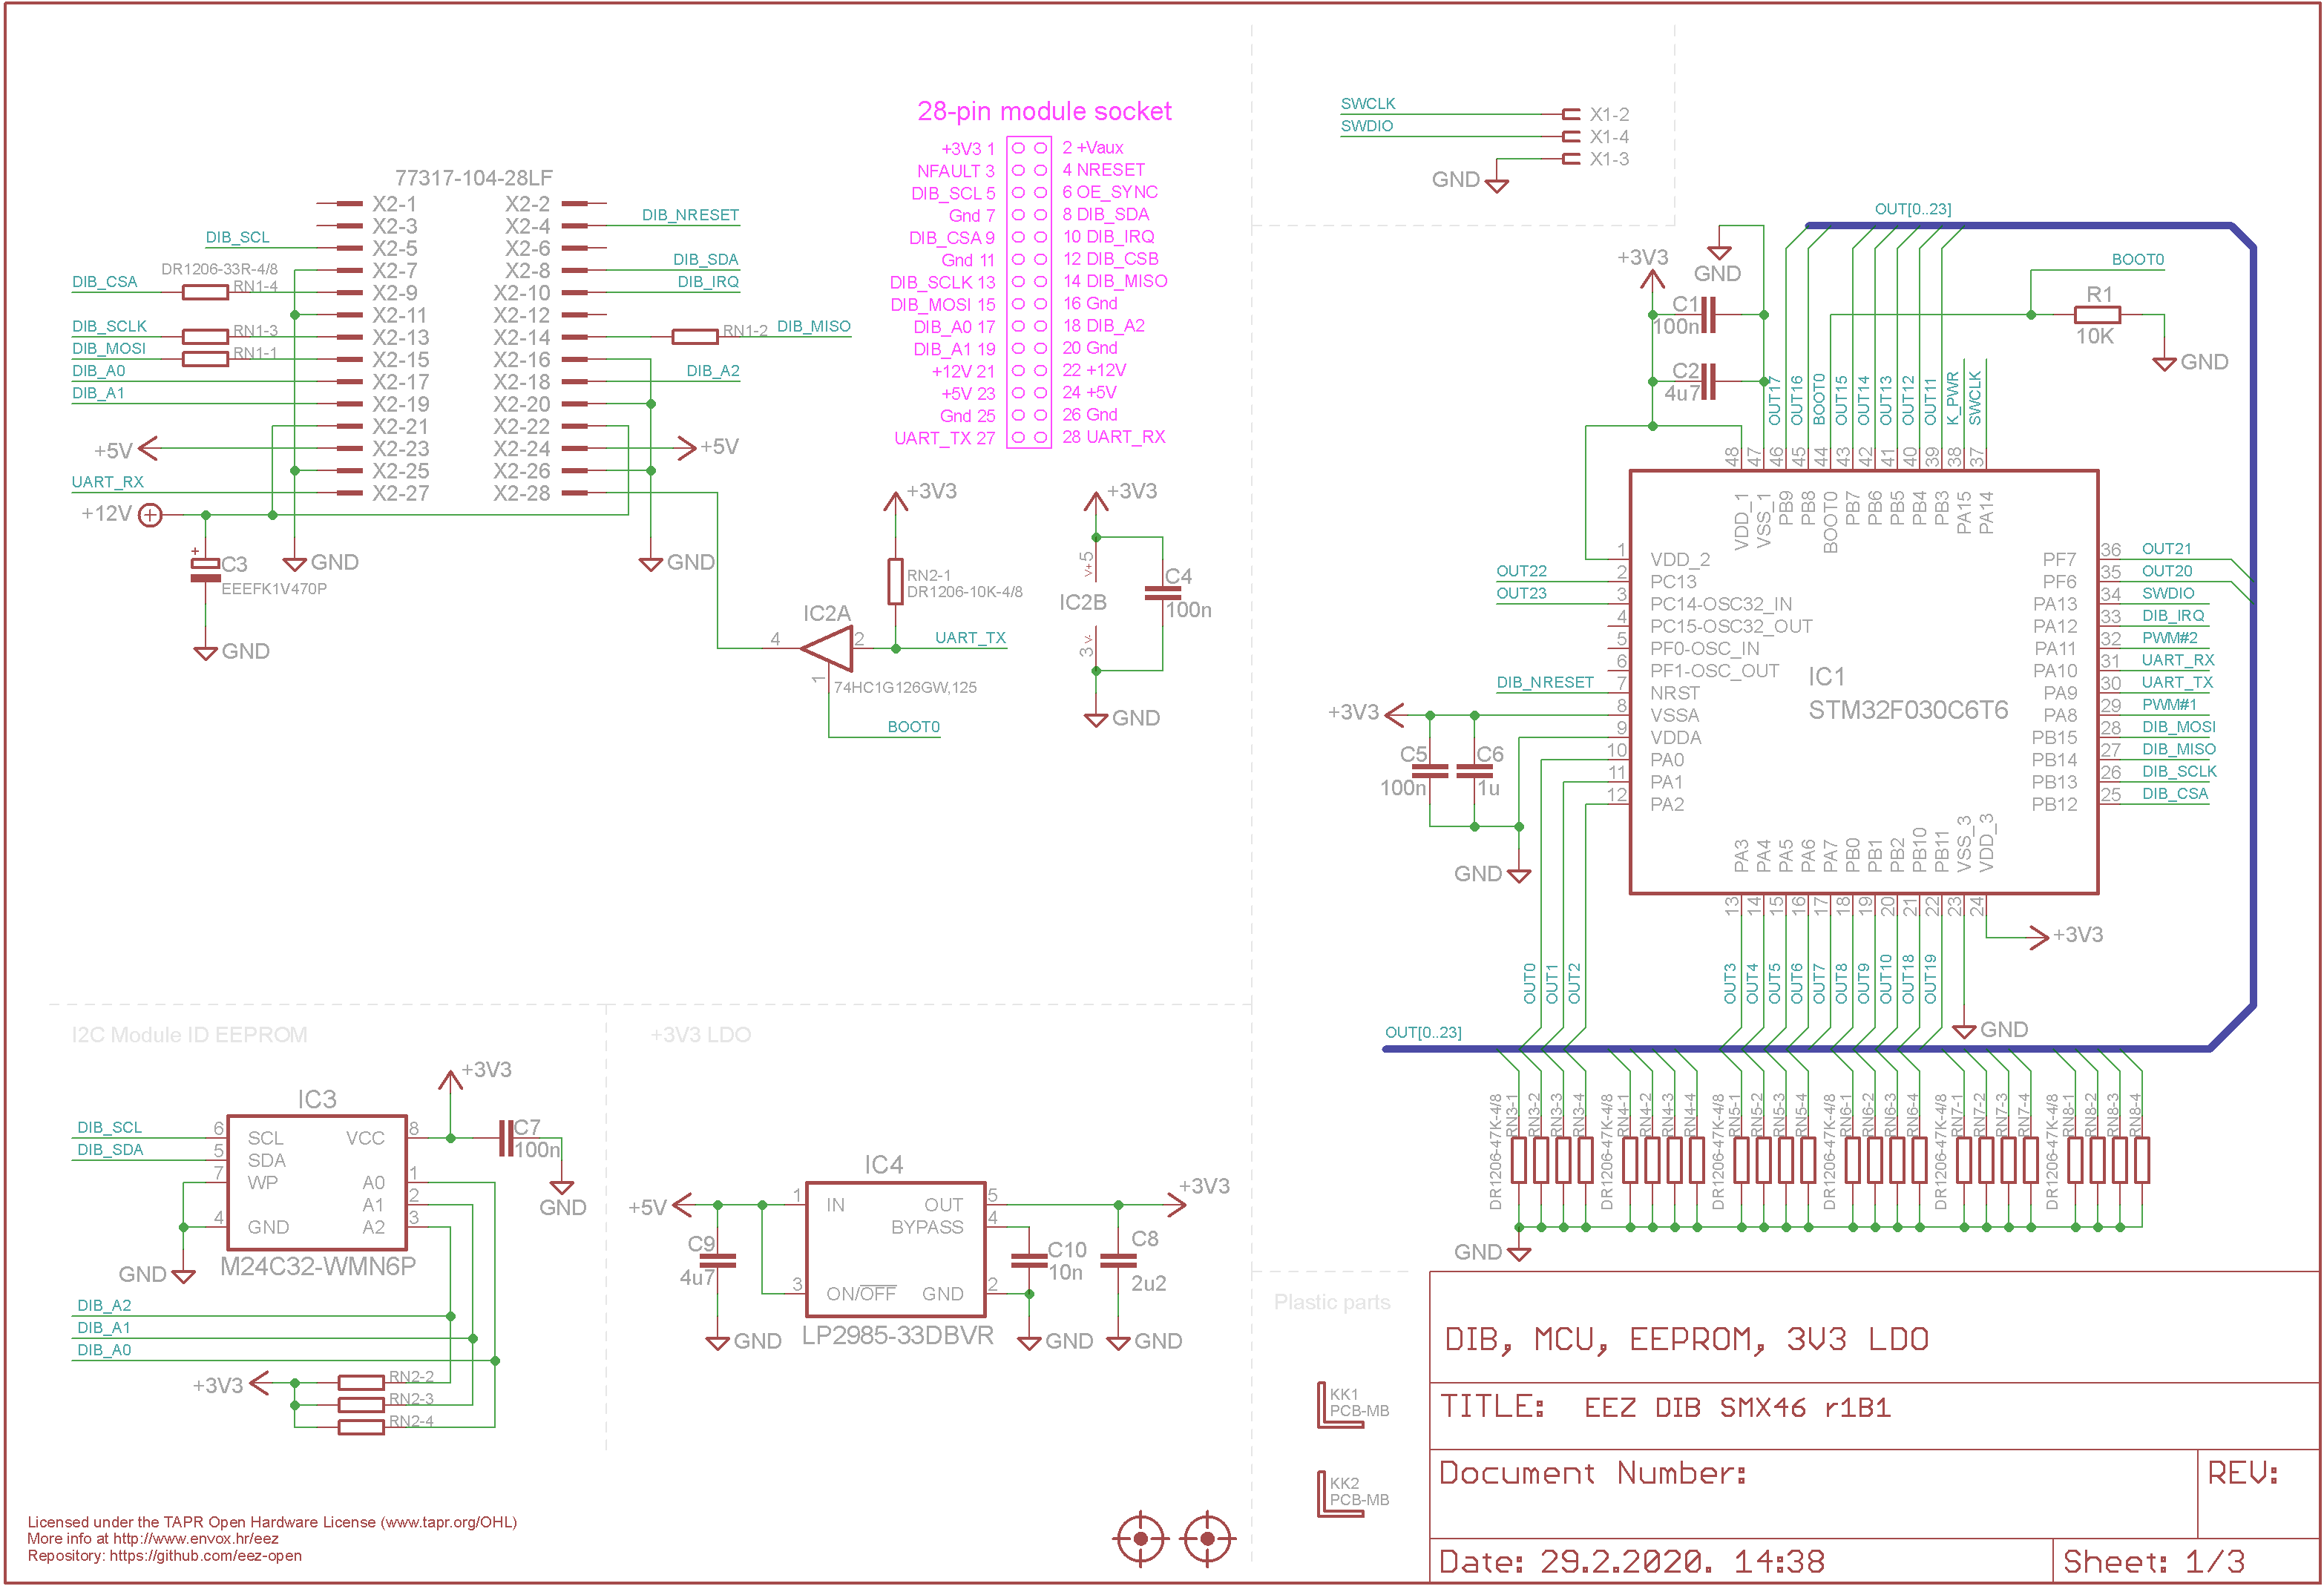 28-pin module socket
+3V3 1 2 +Vaux
NFAULT 3 4 NRESET
DIB_SCL 5 6 OE_SYNC
Gnd 7 8 DIB_SDA
DIB_CSA 9 10 DIB_IRQ
Gnd 11 12 DIB_CSB
DIB_SCLK 13 14 DIB_MISO
DIB_MOSI 15 16 Gnd
DIB_A0 17 18 DIB_A2
DIB_A1 19 20 Gnd
+12V 21 22 +12V
+5V 23 24 +5V
Gnd 25 26 Gnd
UART_TX 27 28 UART_RX
77317-104-28LF
X2-1 X2-2
X2-3 X2-4 DIB_NRESET
DIB_SCL X2-5 X2-6
DR1206-33R-4/8 X2-7 X2-8 DIB_SDA
DIB_CSA RN1-4 X2-9 X2-10 DIB_IRQ
X2-11 X2-12
DIB_SCLK RN1-3 X2-13 X2-14 RN1-2 DIB_MISO
DIB_MOSI RN1-1 X2-15 X2-16
DIB_A0 X2-17 X2-18 DIB_A2
DIB_A1 X2-19 X2-20
X2-21 X2-22
+5V X2-23 X2-24 +5V
X2-25 X2-26
UART_RX X2-27 X2-28
+12V
+
C3
EEEFK1V470P
GND
GND
GND
+3V3
RN2-1
DR1206-10K-4/8
IC2A
4 2 UART_TX
1
74HC1G126GW,125
BOOT0
+3V3
5 V+
IC2B
3 V-
C4
100n
GND
SWCLK X1-2
SWDIO X1-4
X1-3
GND
OUT[0..23]
+3V3
GND
C1
100n
C2
4u7
BOOT0
R1
10K
GND
OUT17 OUT16 BOOT0 OUT15 OUT14 OUT13 OUT12 OUT11 K_PWR SWCLK
48 47 46 45 44 43 42 41 40 39 38 37
VDD_1 VSS_1 PB9 PB8 BOOT0 PB7 PB6 PB5 PB4 PB3 PA15 PA14
1 VDD_2
OUT22 2 PC13
OUT23 3 PC14-OSC32_IN
4 PC15-OSC32_OUT
5 PF0-OSC_IN
6 PF1-OSC_OUT
DIB_NRESET 7 NRST
+3V3 8 VSSA
9 VDDA
10 PA0
11 PA1
12 PA2
IC1
STM32F030C6T6
PF7 36 OUT21
PF6 35 OUT20
PA13 34 SWDIO
PA12 33 DIB_IRQ
PA11 32 PWM#2
PA10 31 UART_RX
PA9 30 UART_TX
PA8 29 PWM#1
PB15 28 DIB_MOSI
PB14 27 DIB_MISO
PB13 26 DIB_SCLK
PB12 25 DIB_CSA
C5
100n
C6
1u
GND
PA3 PA4 PA5 PA6 PA7 PB0 PB1 PB2 PB10 PB11 VSS_3 VDD_3
13 14 15 16 17 18 19 20 21 22 23 24
+3V3
OUT0 OUT1 OUT2
OUT3 OUT4 OUT5 OUT6 OUT7 OUT8 OUT9 OUT10 OUT18 OUT19
GND
OUT[0..23]
DR1206-47K-4/8 RN3-1 RN3-2 RN3-3 RN3-4
DR1206-47K-4/8 RN4-1 RN4-2 RN4-3 RN4-4
DR1206-47K-4/8 RN5-1 RN5-2 RN5-3 RN5-4
DR1206-47K-4/8 RN6-1 RN6-2 RN6-3 RN6-4
DR1206-47K-4/8 RN7-1 RN7-2 RN7-3 RN7-4
DR1206-47K-4/8 RN8-1 RN8-2 RN8-3 RN8-4
GND
I2C Module ID EEPROM
+3V3
IC3
DIB_SCL 6 SCL VCC 8
DIB_SDA 5 SDA
7 WP A0 1
A1 2
4 GND A2 3
C7
100n
GND
GND
M24C32-WMN6P
DIB_A2
DIB_A1
DIB_A0
+3V3
RN2-2
RN2-3
RN2-4
+3V3 LDO
IC4
+5V 1 IN OUT 5 +3V3
BYPASS 4
3 ON/OFF GND 2
LP2985-33DBVR
C9
4u7
GND
C10
10n
GND
C8
2u2
GND
Plastic parts
KK1
PCB-MB
KK2
PCB-MB
DIB, MCU, EEPROM, 3V3 LDO
TITLE: EEZ DIB SMX46 r1B1
Document Number:
REV:
Date: 29.2.2020. 14:38
Sheet: 1/3
Licensed under the TAPR Open Hardware License (www.tapr.org/OHL)
More info at http://www.envox.hr/eez
Repository: https://github.com/eez-open